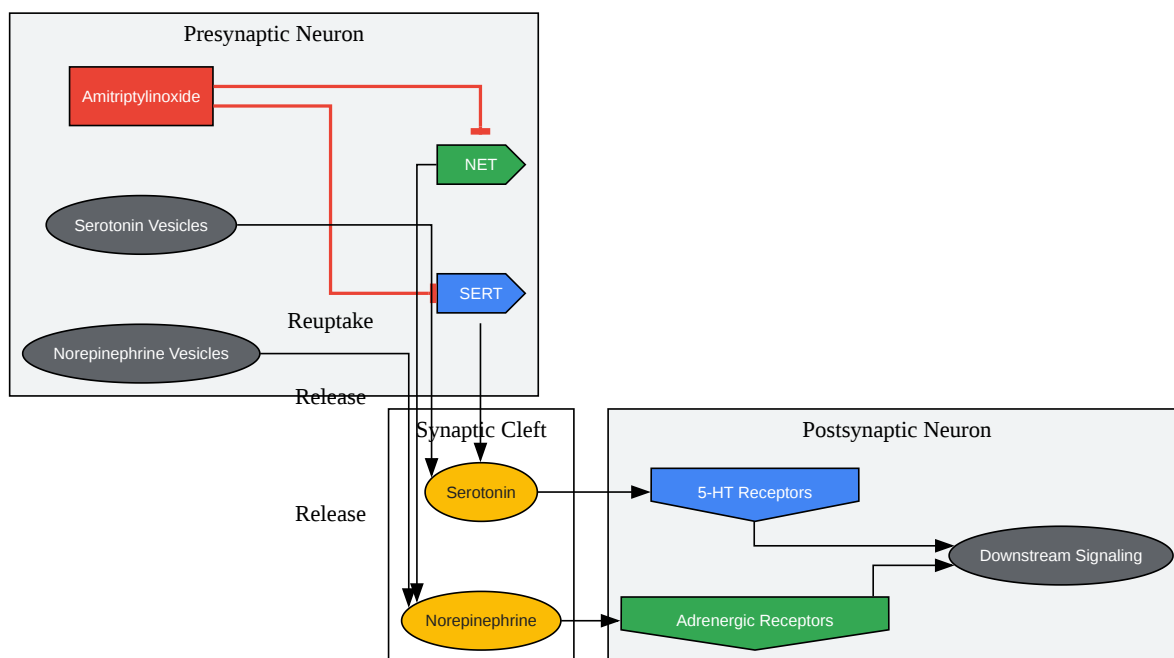 Presynaptic Neuron
Amitriptylinoxide
NET
Serotonin Vesicles
SERT
Reuptake
Norepinephrine Vesicles
Release
Synaptic Cleft
Postsynaptic Neuron
Serotonin
5-HT Receptors
Release
Downstream Signaling
Norepinephrine
Adrenergic Receptors